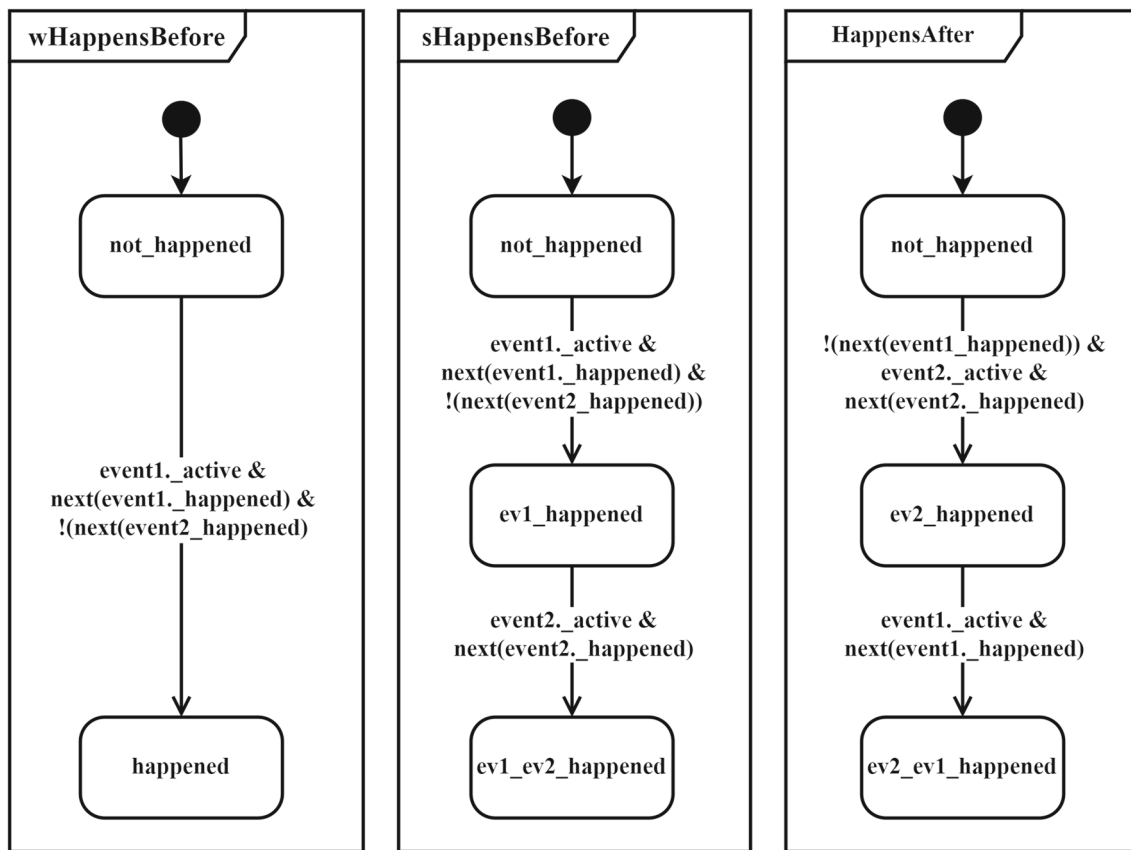 wHappensBefore
not_happened
event1._active &
next(event1._happened) &
!(next(event2_happened)
happened
sHappensBefore
not_happened
event1._active &
next(event1._happened) &
!(next(event2_happened))
ev1_happened
event2._active &
next(event2._happened)
ev1_ev2_happened
HappensAfter
not_happened
!(next(event1_happened)) &
event2._active &
next(event2._happened)
ev2_happened
event1._active &
next(event1._happened)
ev2_ev1_happened